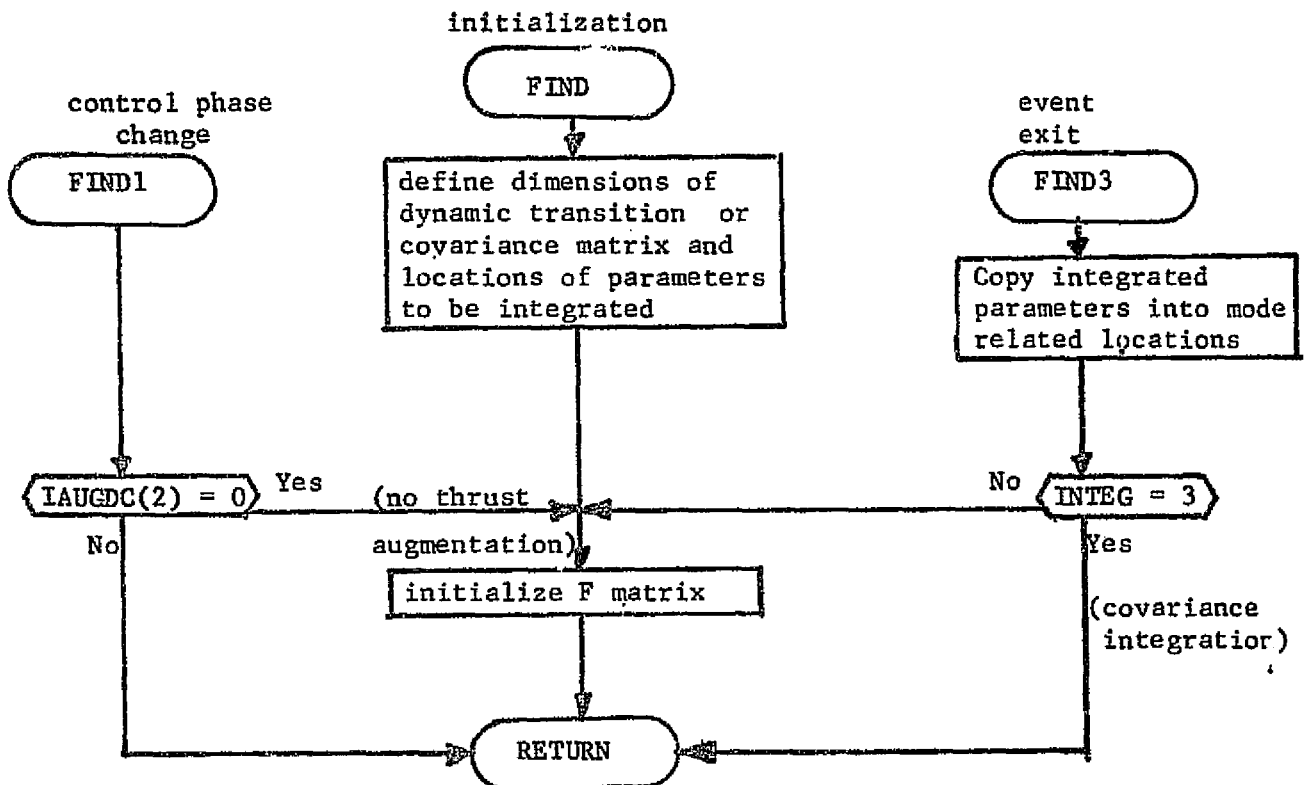 initialization
FIND
control phase
change
FIND1
event
exit
FIND3
define dimensions of
dynamic transition or
covariance matrix and
locations of parameters
to be integrated
Copy integrated
parameters into mode
related locations
IAUGDC(2) = 0
Yes
(no thrust
augmentation)
No
No
INTEG = 3
Yes
(covariance
integration)
initialize F matrix
RETURN